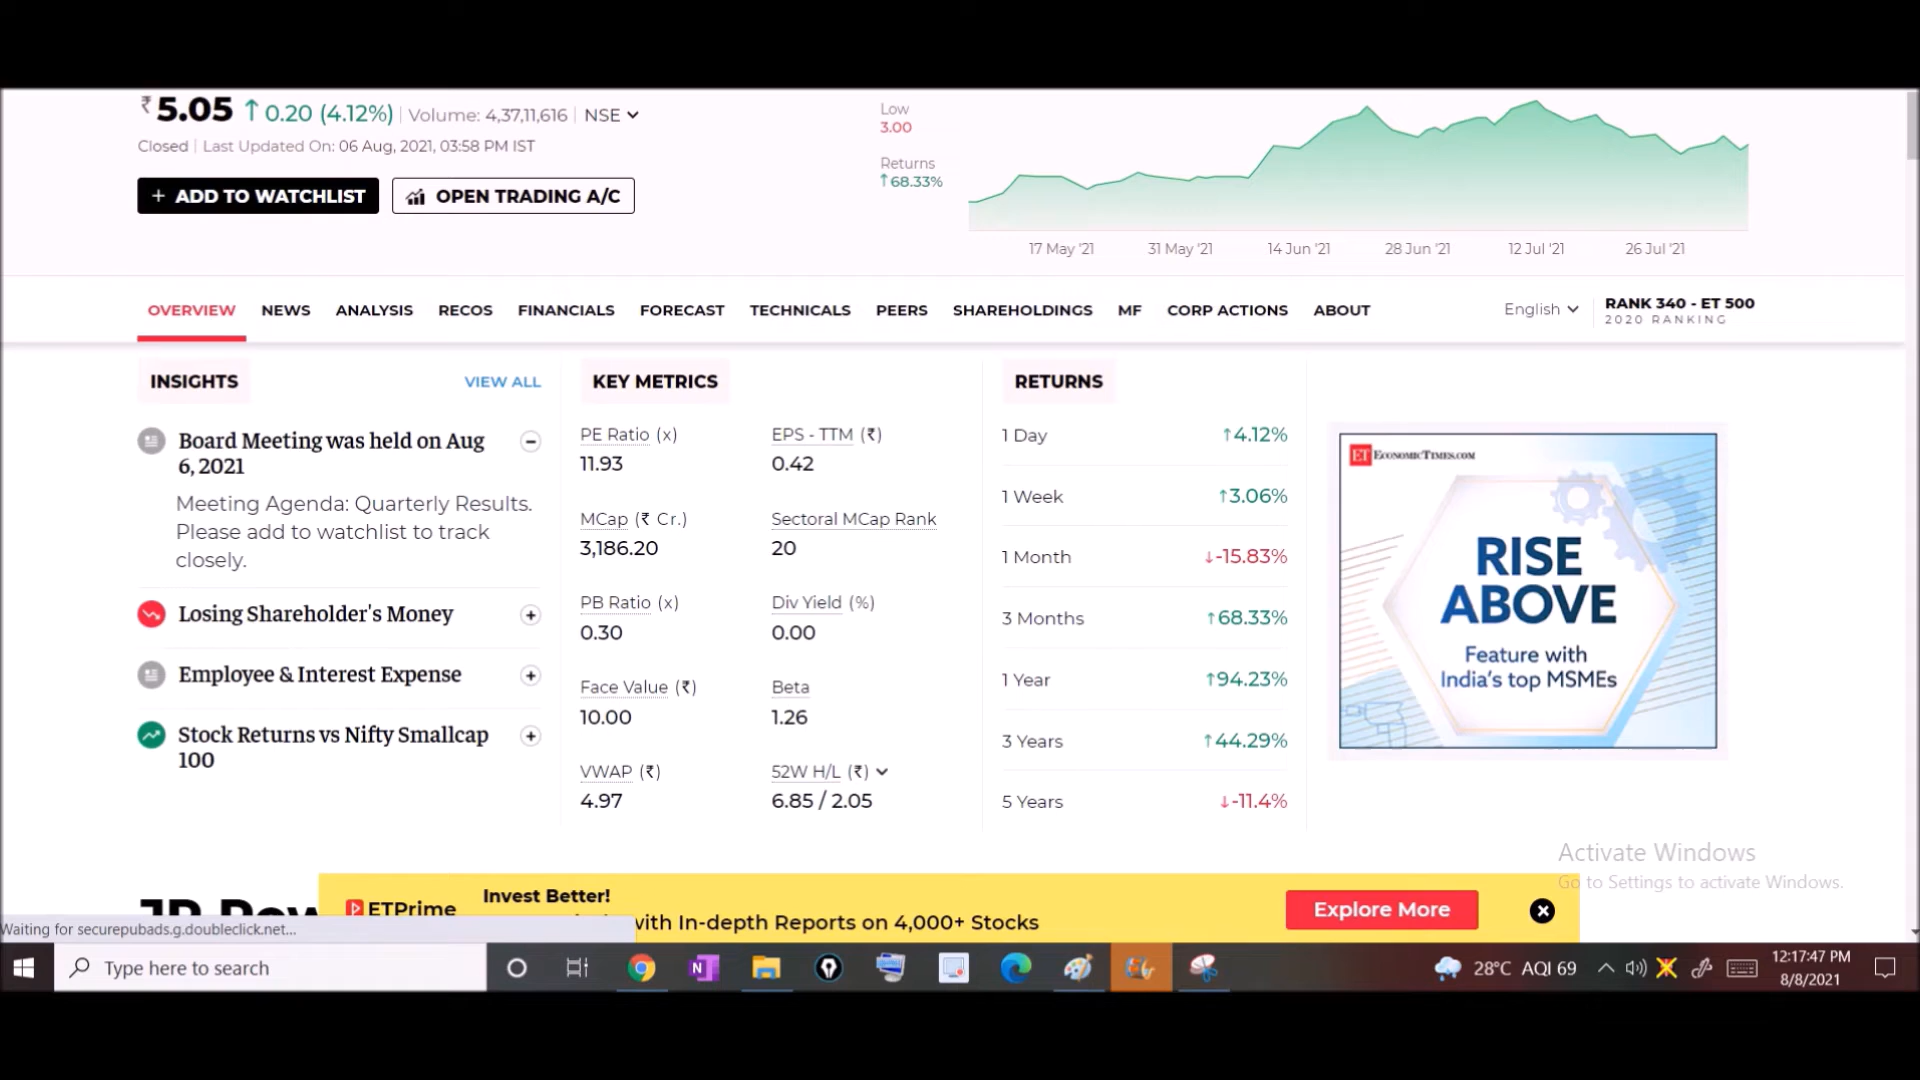 ₹5.05 ↑ 0.20 (4.12%) | Volume: 4,37,11,616 | NSE
Closed | Last Updated On: 06 Aug, 2021, 03:58 PM IST
+ ADD TO WATCHLIST
OPEN TRADING A/C
Low
3.00
Returns
↑68.33%
17 May '21 31 May '21 14 Jun '21 28 Jun '21 12 Jul '21 26 Jul '21
OVERVIEW NEWS ANALYSIS RECOS FINANCIALS FORECAST TECHNICALS PEERS SHAREHOLDINGS MF CORP ACTIONS ABOUT
English
RANK 340 - ET 500
2020 RANKING
INSIGHTS
VIEW ALL
Board Meeting was held on Aug
6, 2021
Meeting Agenda: Quarterly Results.
Please add to watchlist to track
closely.
Losing Shareholder's Money
Employee & Interest Expense
Stock Returns vs Nifty Smallcap
100
KEY METRICS
PE Ratio (x) EPS - TTM (₹)
11.93 0.42
MCap (₹ Cr.) Sectoral MCap Rank
3,186.20 20
PB Ratio (x) Div Yield (%)
0.30 0.00
Face Value (₹) Beta
10.00 1.26
VWAP (₹) 52W H/L (₹)
4.97 6.85 / 2.05
RETURNS
1 Day ↑4.12%
1 Week ↑3.06%
1 Month ↓-15.83%
3 Months ↑68.33%
1 Year ↑94.23%
3 Years ↑44.29%
5 Years ↓-11.4%
ET ECONOMICTIMES.COM
RISE
ABOVE
Feature with
India's top MSMEs
Activate Windows
Go to Settings to activate Windows.
ETPrime
Invest Better!
with In-depth Reports on 4,000+ Stocks
Explore More
Waiting for securepubads.g.doubleclick.net...
Type here to search
28°C AQI 69
12:17:47 PM
8/8/2021